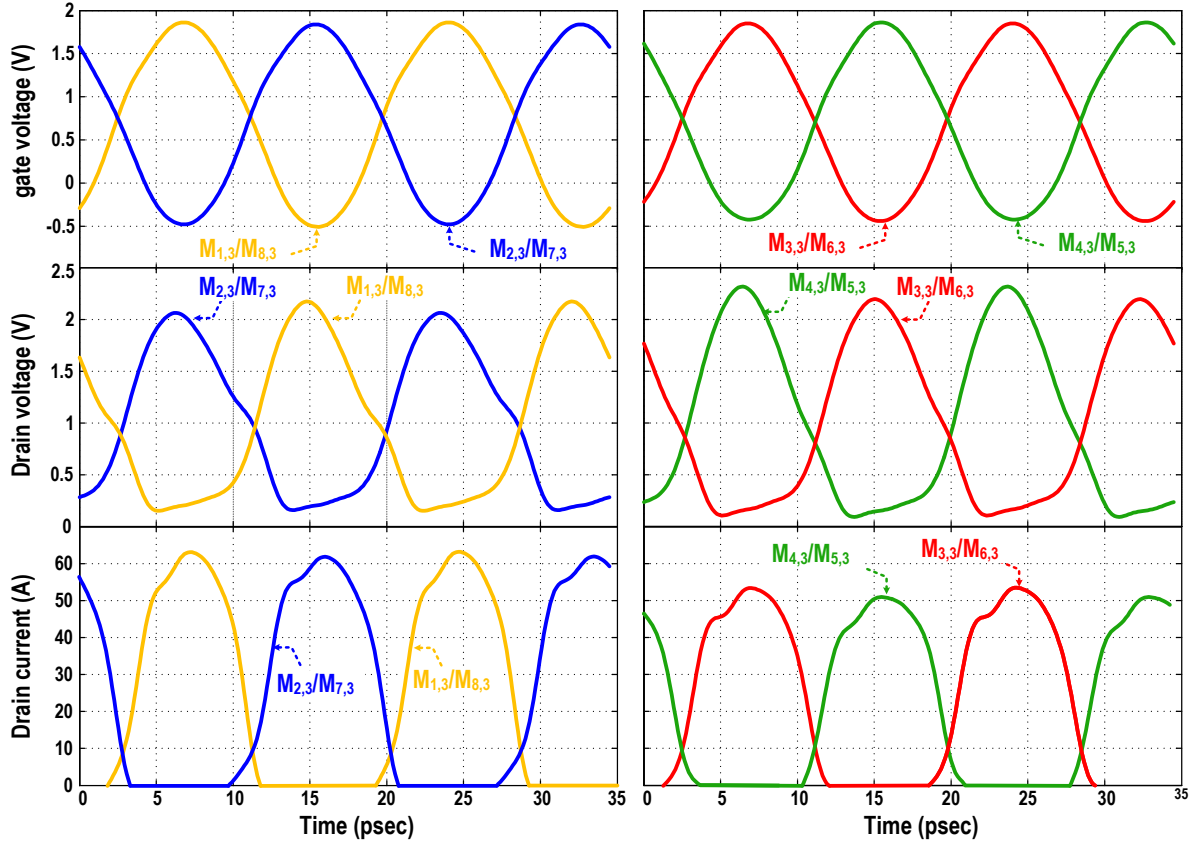 gate voltage (V)
2
1.5
1
0.5
0
-0.5
M1,3/M8,3
M2,3/M7,3
M3,3/M6,3
M4,3/M5,3
Drain voltage (V)
2.5
2
1.5
1
0.5
0
M2,3/M7,3
M1,3/M8,3
M4,3/M5,3
M3,3/M6,3
Drain current (A)
60
50
40
30
20
10
0
M2,3/M7,3
M1,3/M8,3
M4,3/M5,3
M3,3/M6,3
0 5 10 15 20 25 30 35
Time (psec)
0 5 10 15 20 25 30 35
Time (psec)